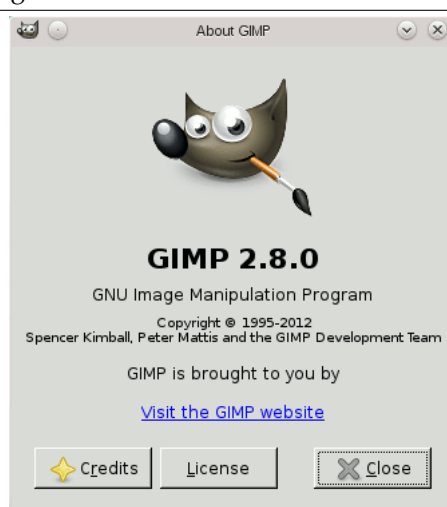 About GIMP
GIMP 2.8.0
GNU Image Manipulation Program
Copyright © 1995-2012
Spencer Kimball, Peter Mattis and the GIMP Development Team
GIMP is brought to you by
Visit the GIMP website
Credits
License
Close